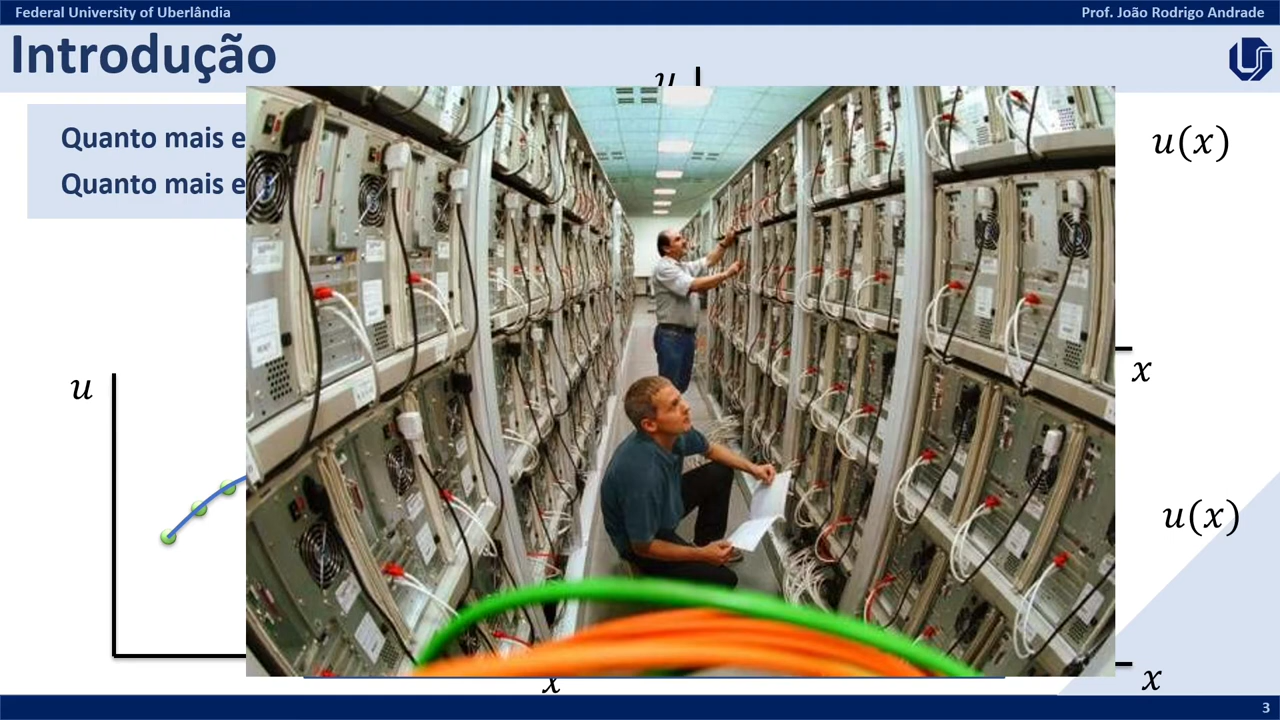 Federal University of Uberlândia
Prof. João Rodrigo Andrade
Introdução
u
Quanto mais e
Quanto mais e
u(x)
x
u
u(x)
x
x
3